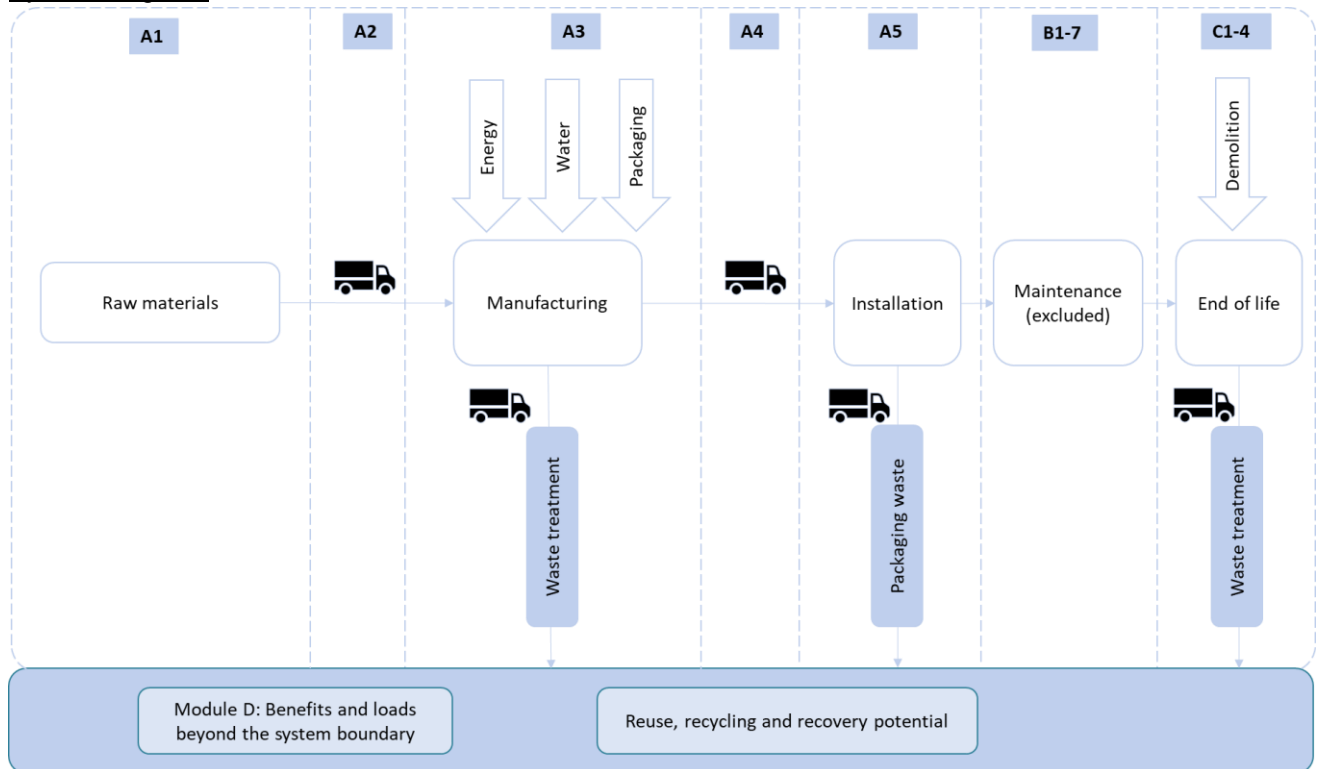 A1
A2
A3
A4
A5
B1-7
C1-4
Energy
Water
Packaging
Demolition
Raw materials
Manufacturing
Installation
Maintenance
(excluded)
End of life
Waste treatment
Packaging waste
Waste treatment
Module D: Benefits and loads
beyond the system boundary
Reuse, recycling and recovery potential